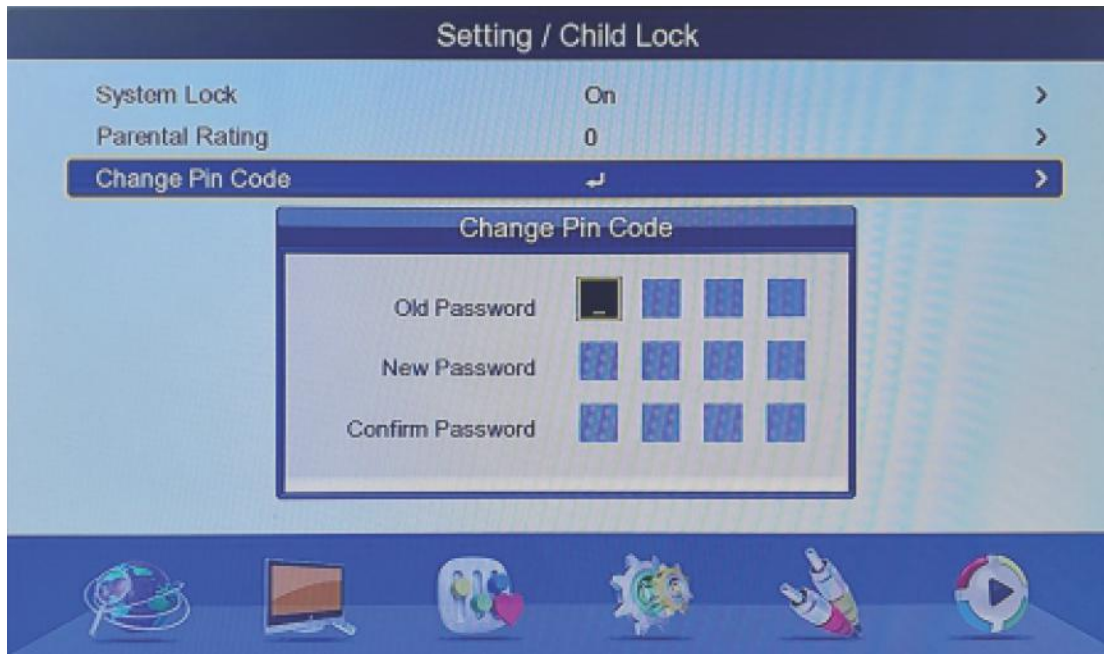 Setting / Child Lock
System Lock On >
Parental Rating 0 >
Change Pin Code ↵ >
Change Pin Code
Old Password _
New Password
Confirm Password